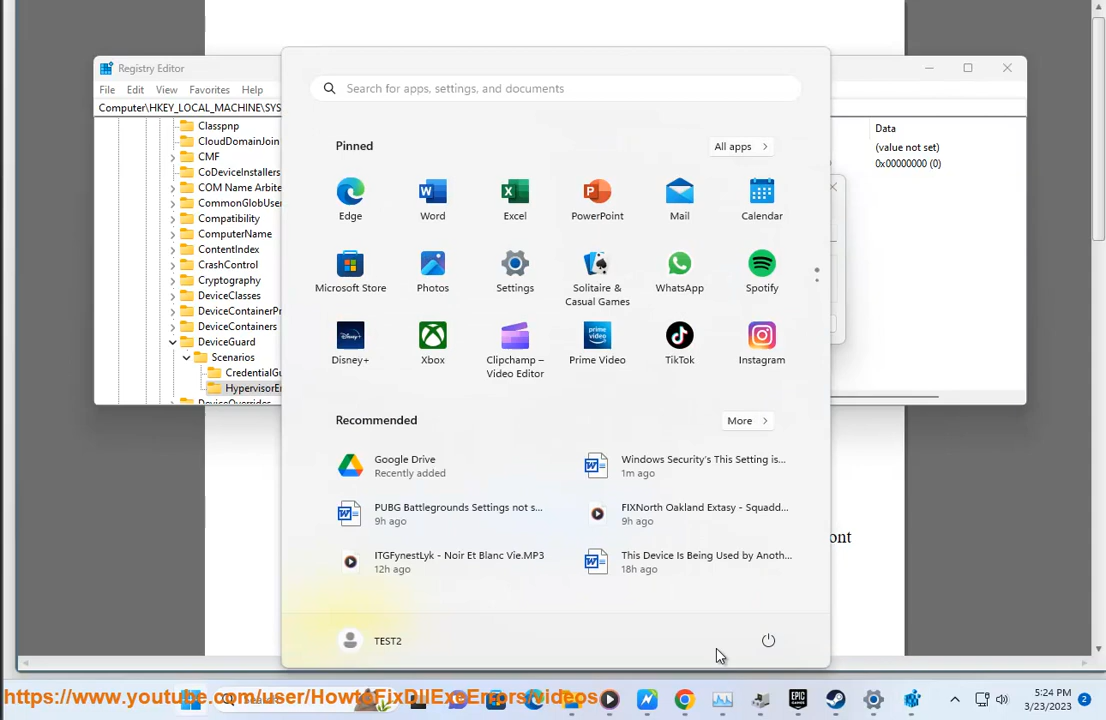 Registry Editor
File Edit View Favorites Help
Computer\HKEY_LOCAL_MACHINE\SYS
Classpnp
CloudDomainJoin
CMF
CoDeviceInstallers
COM Name Arbite
CommonGlobUser
Compatibility
ComputerName
ContentIndex
CrashControl
Cryptography
DeviceClasses
DeviceContainerPr
DeviceContainers
DeviceGuard
Scenarios
CredentialGu
HypervisorEn
DeviceOverrides
Data
(value not set)
0x00000000 (0)
Search for apps, settings, and documents
Pinned
All apps
Edge
Word
Excel
PowerPoint
Mail
Calendar
Microsoft Store
Photos
Settings
Solitaire &
Casual Games
WhatsApp
Spotify
Disney+
Xbox
Clipchamp –
Video Editor
Prime Video
TikTok
Instagram
Recommended
More
Google Drive
Recently added
Windows Security's This Setting is...
1m ago
PUBG Battlegrounds Settings not s...
9h ago
FIXNorth Oakland Extasy - Squadd...
9h ago
ITGFynestLyk - Noir Et Blanc Vie.MP3
12h ago
This Device Is Being Used by Anoth...
18h ago
ont
TEST2
https://www.youtube.com/user/HowtoFixDllExeErrors/videos
5:24 PM
3/23/2023
2